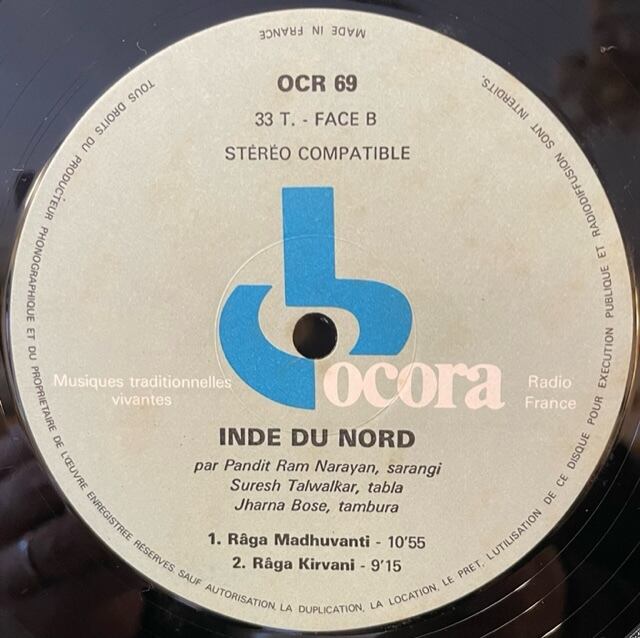 MADE IN FRANCE
OCR 69
33 T. - FACE B
STÉRÉO COMPATIBLE
ocora
Musiques traditionnelles
vivantes
Radio
France
INDE DU NORD
par Pandit Ram Narayan, sarangi
Suresh Talwalkar, tabla
Jharna Bose, tambura
1. Râga Madhuvanti - 10'55
2. Râga Kirvani - 9'15
TOUS DROITS DU PRODUCTEUR PHONOGRAPHIQUE ET DU PROPRIETAIRE DE L'ŒUVRE ENREGISTREE RÉSERVÉS SAUF AUTORISATION, LA DUPLICATION, LA LOCATION, LE PRET, L'UTILISATION DE CE DISQUE POUR EXECUTION PUBLIQUE ET RADIODIFFUSION SONT INTERDITS.